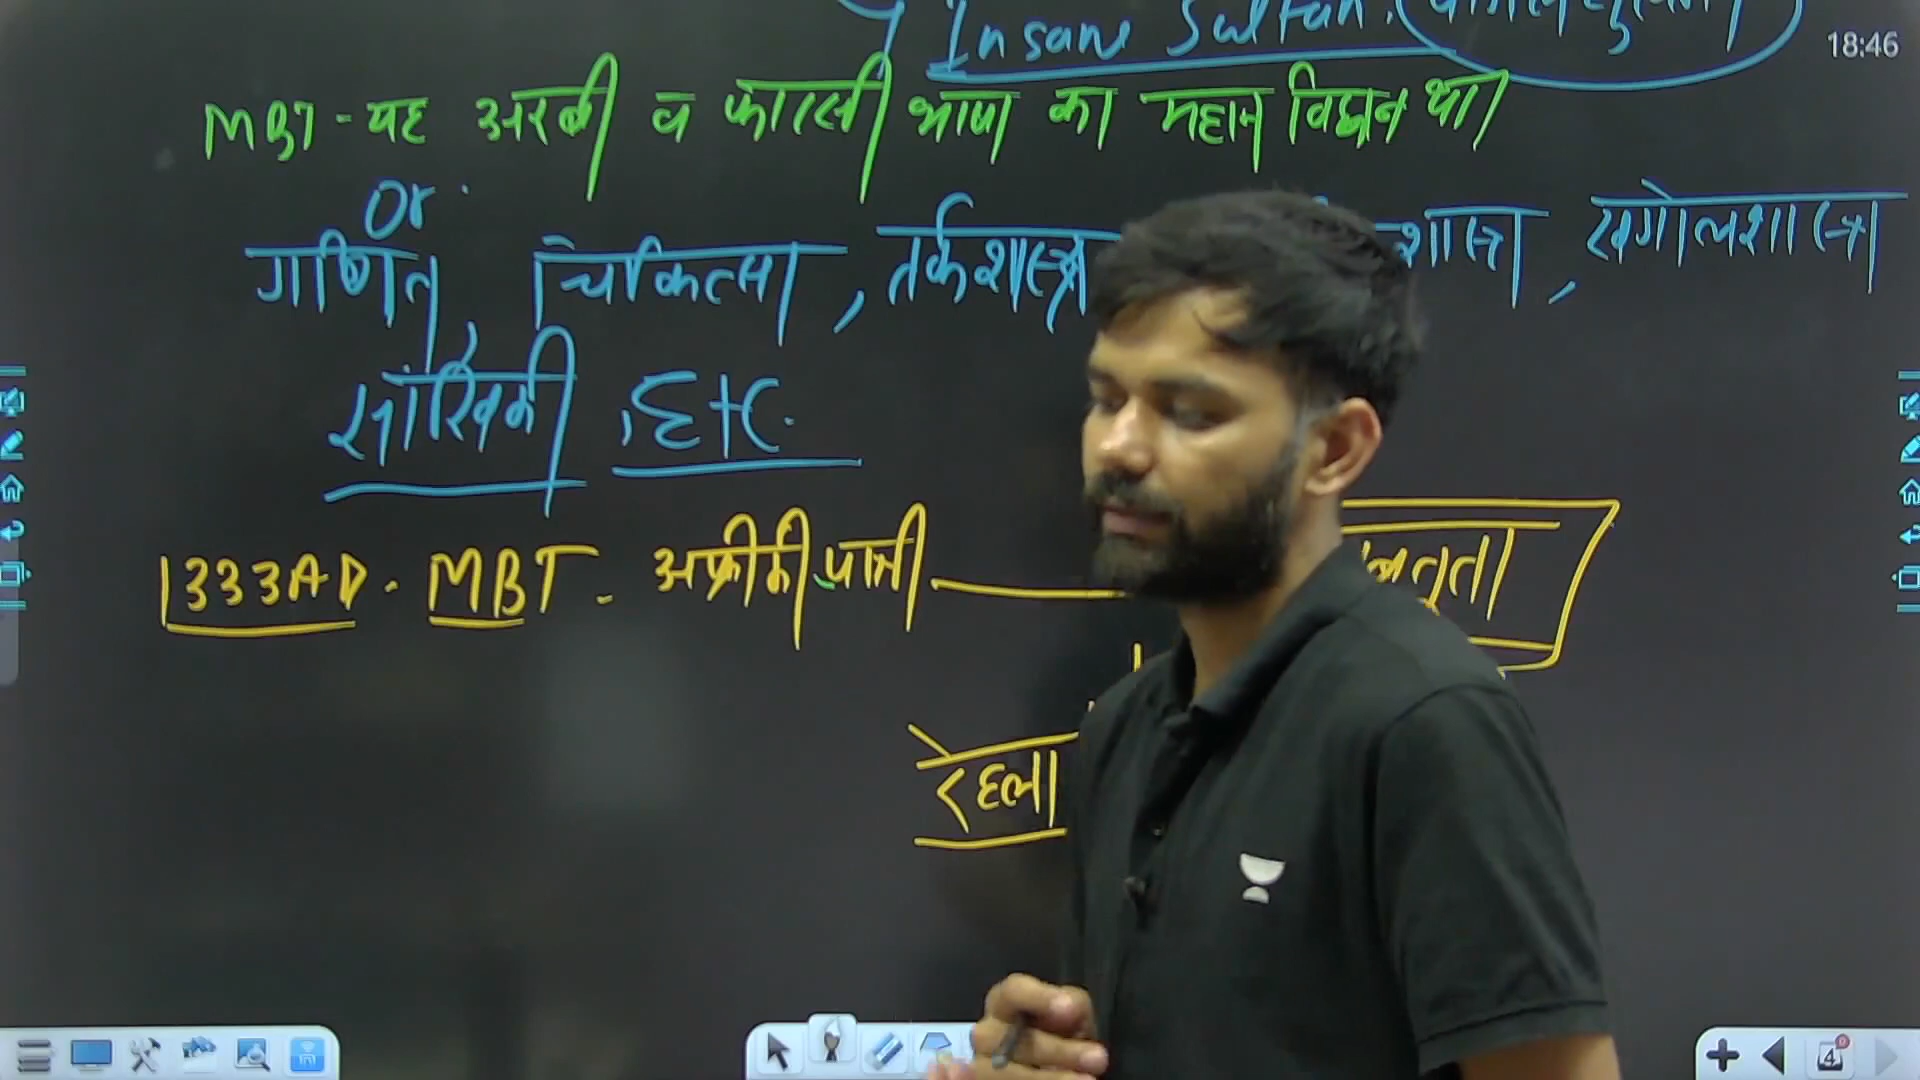 Insane Sultan.
18:46
MBT - यह अरबी व फारसी भाषा का महान विद्वान था।
Or
गणित, चिकित्सा, तर्कशास्त्र शास्त्र, खगोलशास्त्र
सांख्यिकी, Etc.
1333AD - MBT - अफ्रीकी यात्री
रेहला
4